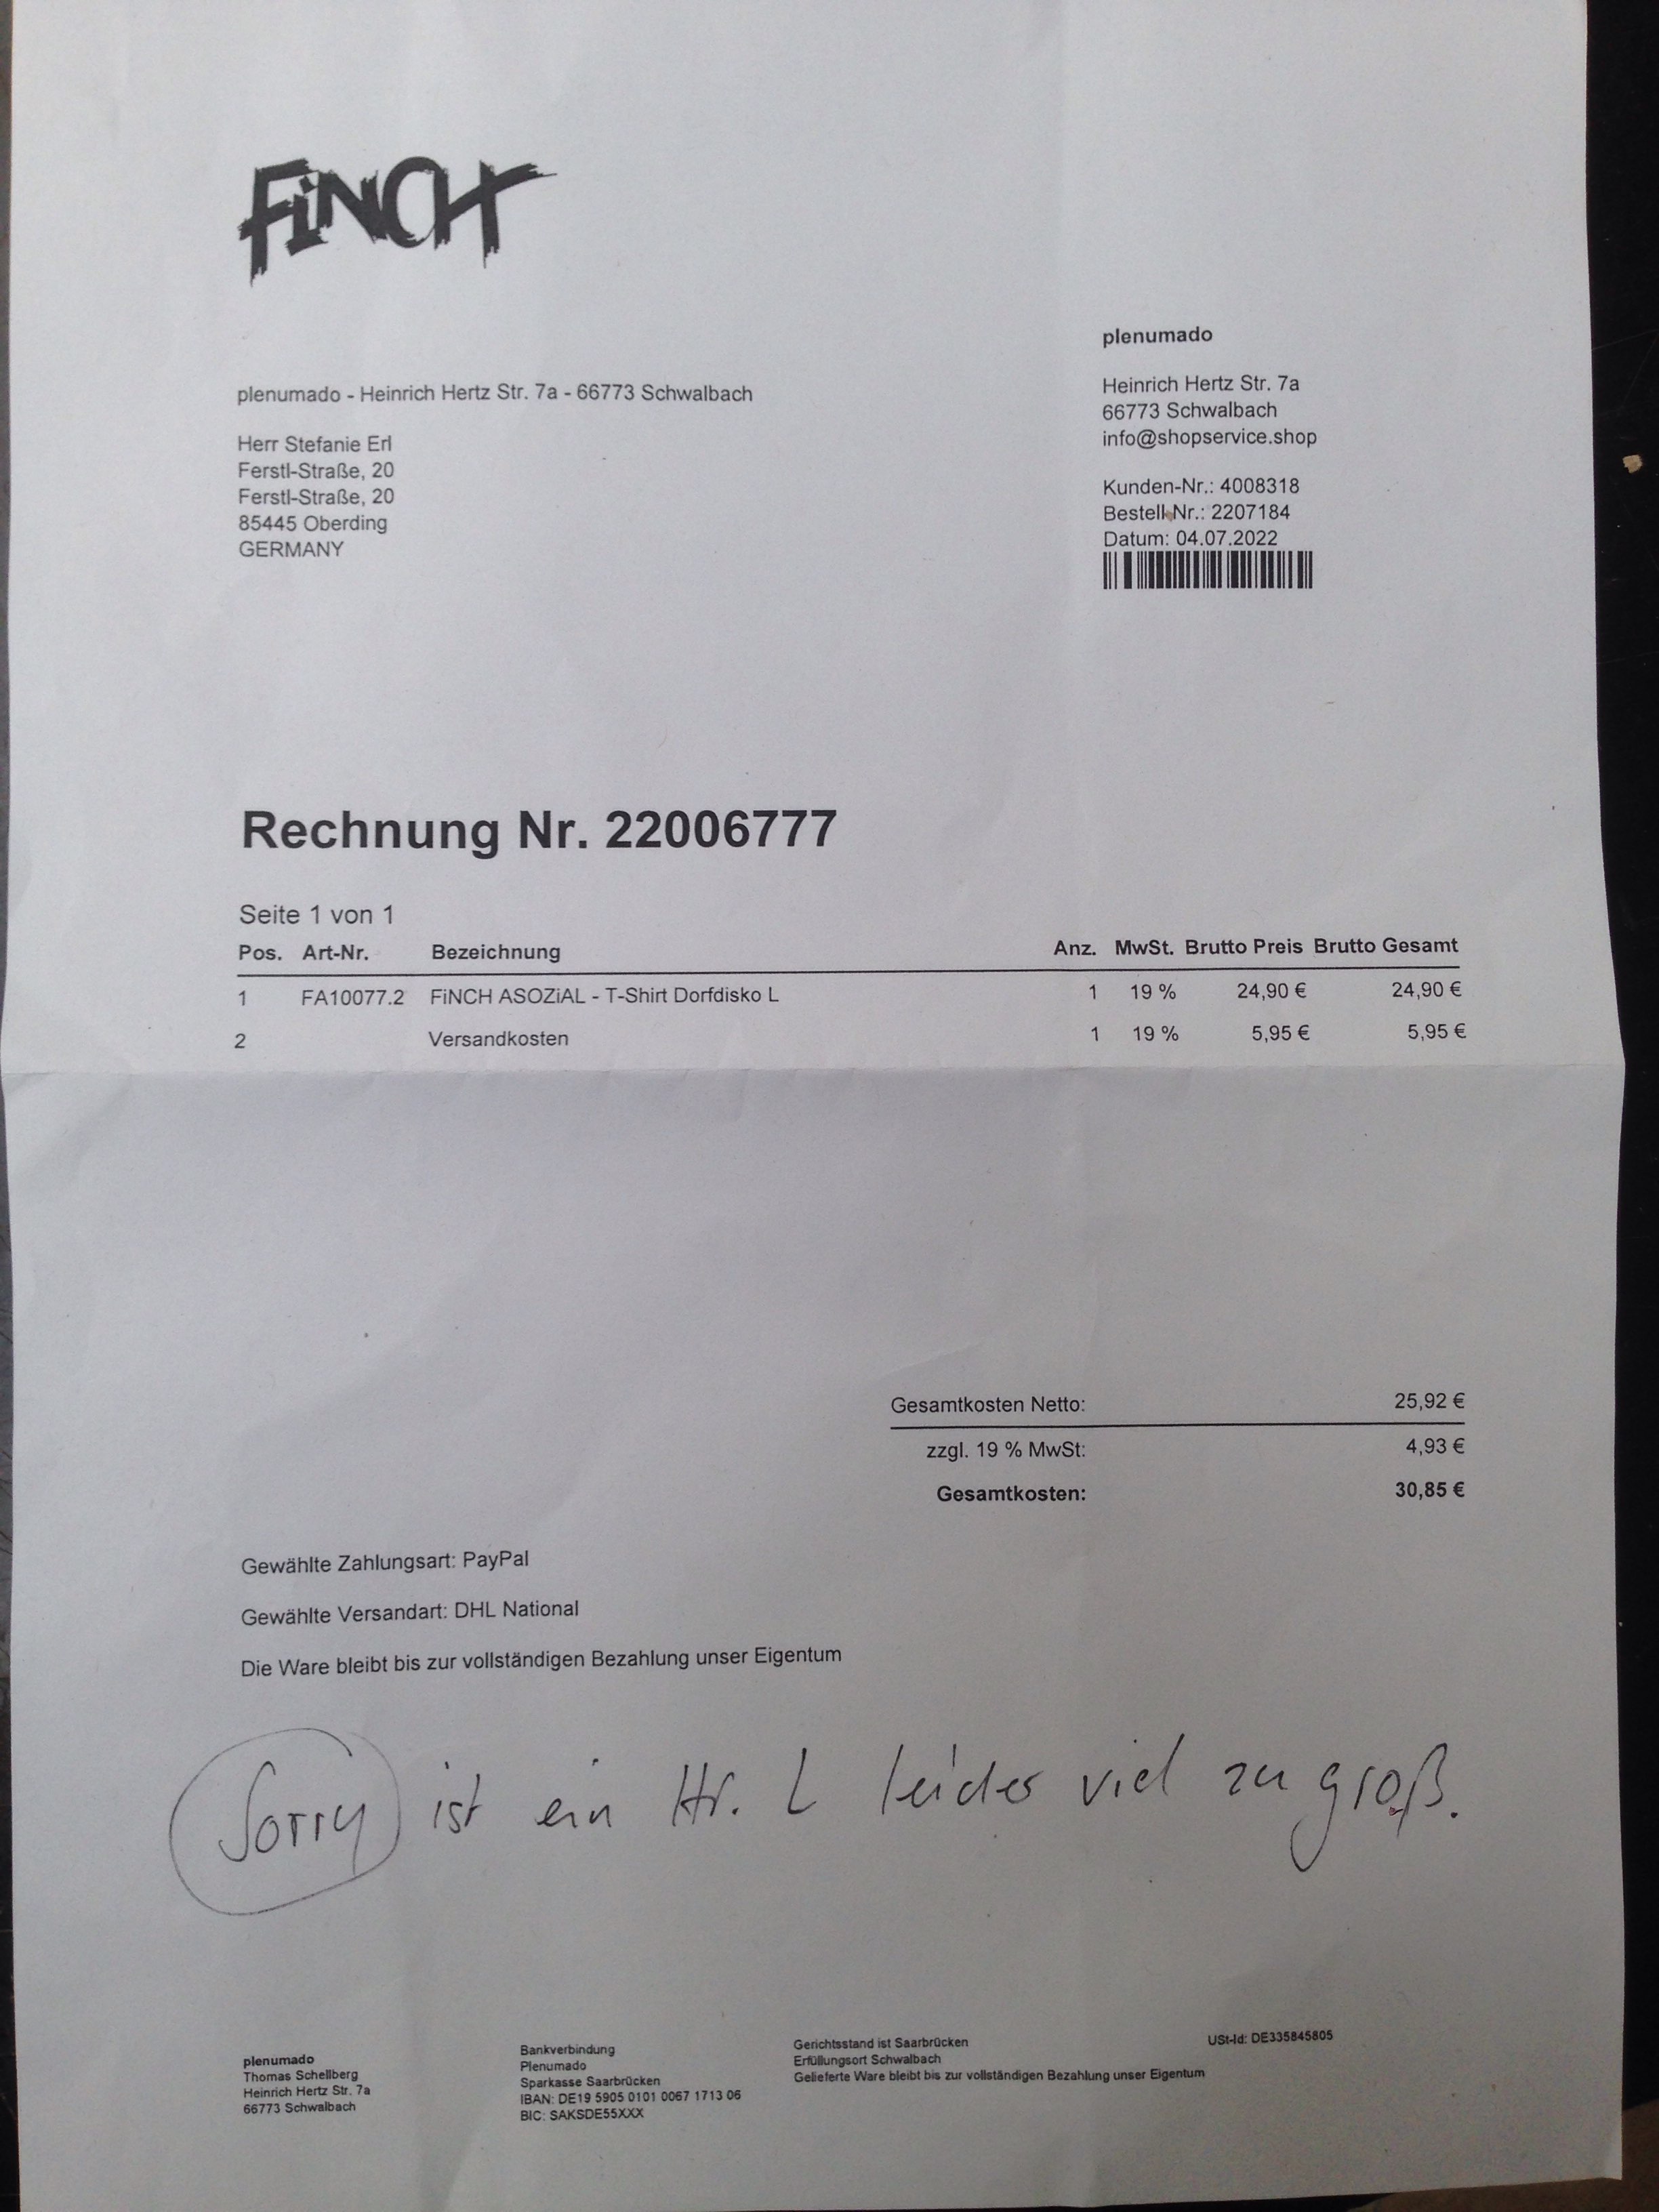 FiNCH
plenumado
Heinrich Hertz Str. 7a
66773 Schwalbach
info@shopservice.shop
Kunden-Nr.: 4008318
Bestell-Nr.: 2207184
Datum: 04.07.2022
plenumado - Heinrich Hertz Str. 7a - 66773 Schwalbach
Herr Stefanie Erl
Ferstl-Straße, 20
Ferstl-Straße, 20
85445 Oberding
GERMANY
Rechnung Nr. 22006777
Seite 1 von 1
Pos. Art-Nr. Bezeichnung Anz. MwSt. Brutto Preis Brutto Gesamt
1 FA10077.2 FiNCH ASOZiAL - T-Shirt Dorfdisko L 1 19 % 24,90 € 24,90 €
2 Versandkosten 1 19 % 5,95 € 5,95 €
Gesamtkosten Netto: 25,92 €
zzgl. 19 % MwSt: 4,93 €
Gesamtkosten: 30,85 €
Gewählte Zahlungsart: PayPal
Gewählte Versandart: DHL National
Die Ware bleibt bis zur vollständigen Bezahlung unser Eigentum
Sorry ist ein Hr. L leider viel zu groß.
plenumado
Thomas Schellberg
Heinrich Hertz Str. 7a
66773 Schwalbach
Bankverbindung
Plenumado
Sparkasse Saarbrücken
IBAN: DE19 5905 0101 0067 1713 06
BIC: SAKSDE55XXX
Gerichtsstand ist Saarbrücken
Erfüllungsort Schwalbach
Gelieferte Ware bleibt bis zur vollständigen Bezahlung unser Eigentum
USt-Id: DE335845805